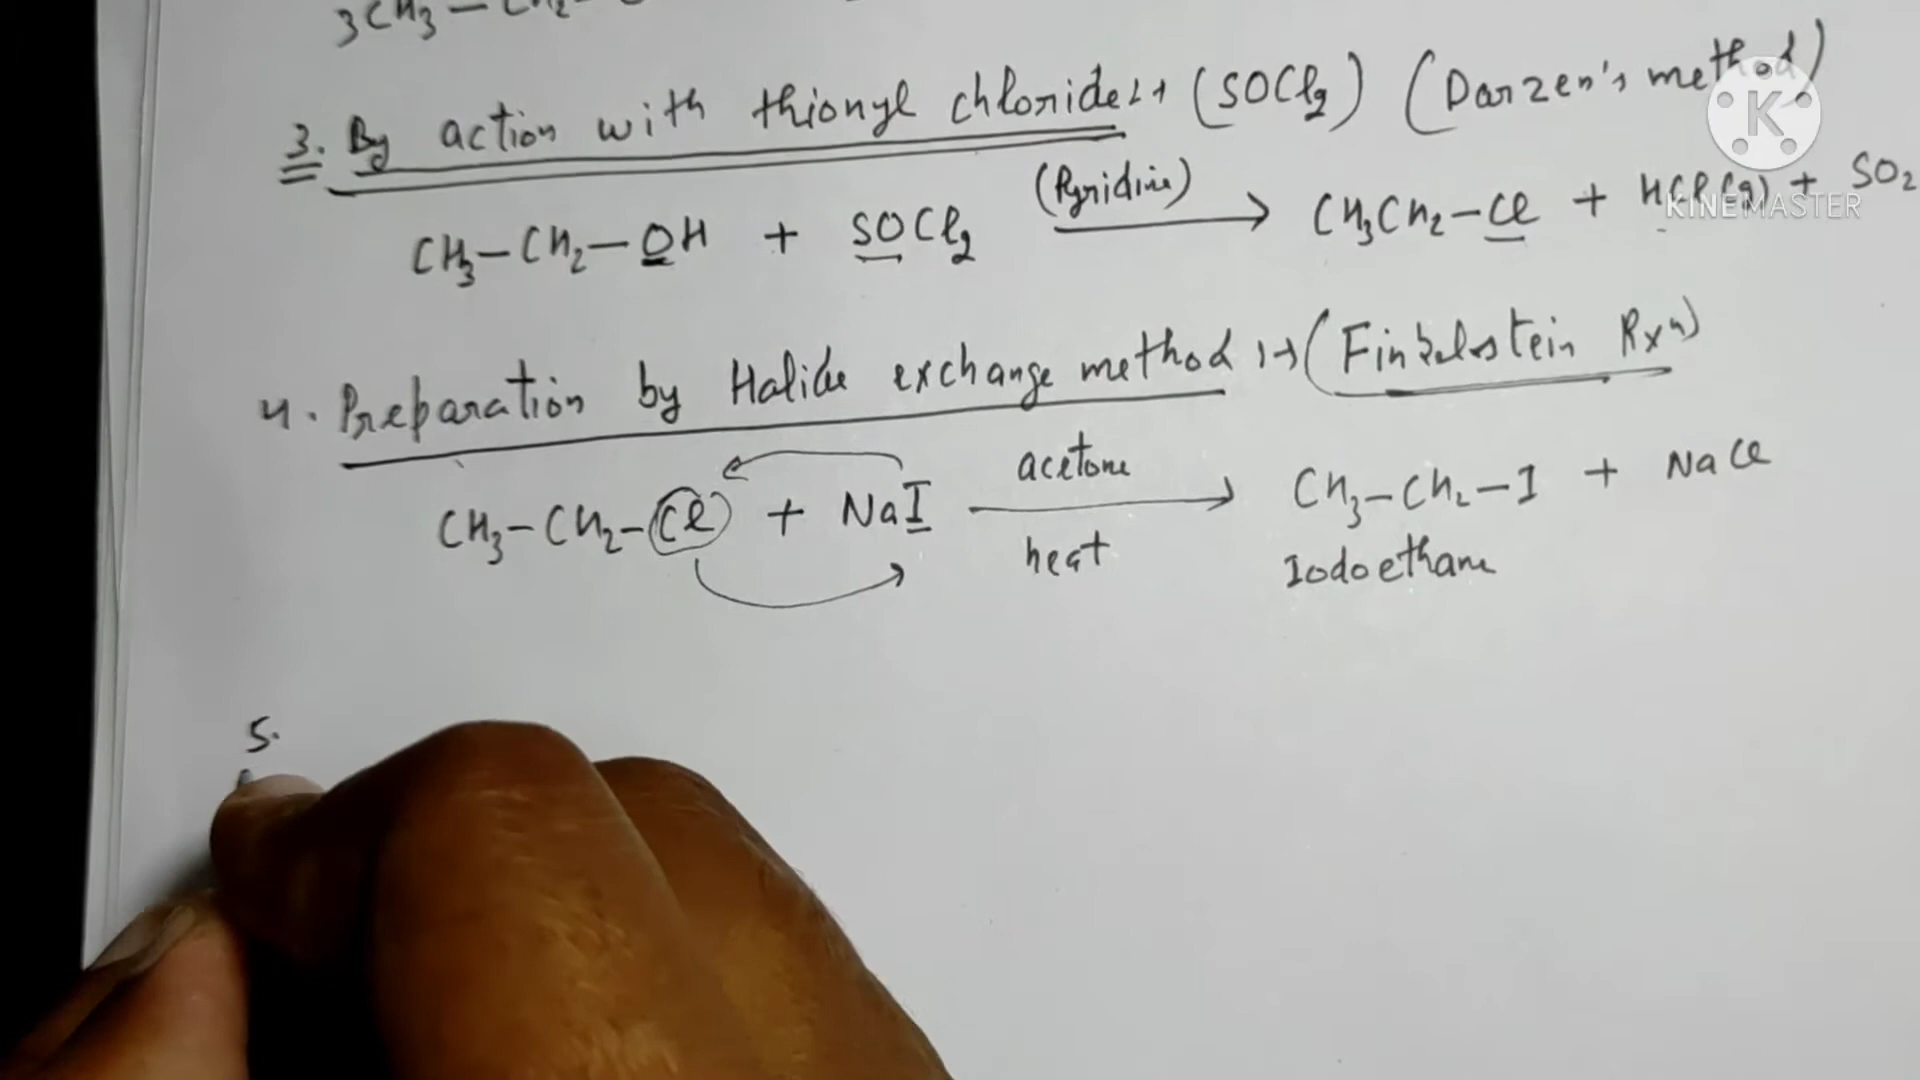 3CH3 – CH2 –
3. By action with thionyl chloride :→ (SOCl2) (Darzen's method)
(Pyridine)
CH3–CH2–OH + SOCl2 → CH3CH2–Cl + HCl(g) + SO2
4. Preparation by Halide exchange method :→ (Finkelstein Rxn)
acetone
CH3–CH2–Cl + NaI → CH3–CH2–I + NaCl
heat Iodoethane
5.
K
KINEMASTER